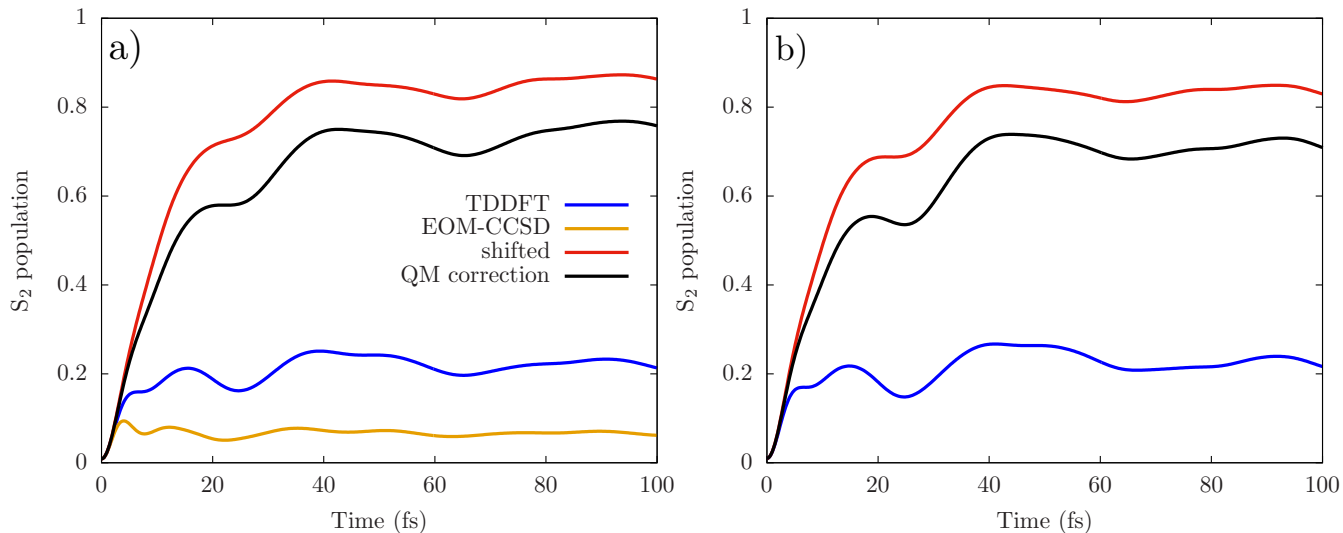 a)
1
0.8
0.6
0.4
0.2
0
S2 population
TDDFT
EOM-CCSD
shifted
QM correction
0 20 40 60 80 100
Time (fs)
b)
1
0.8
0.6
0.4
0.2
0
S2 population
0 20 40 60 80 100
Time (fs)